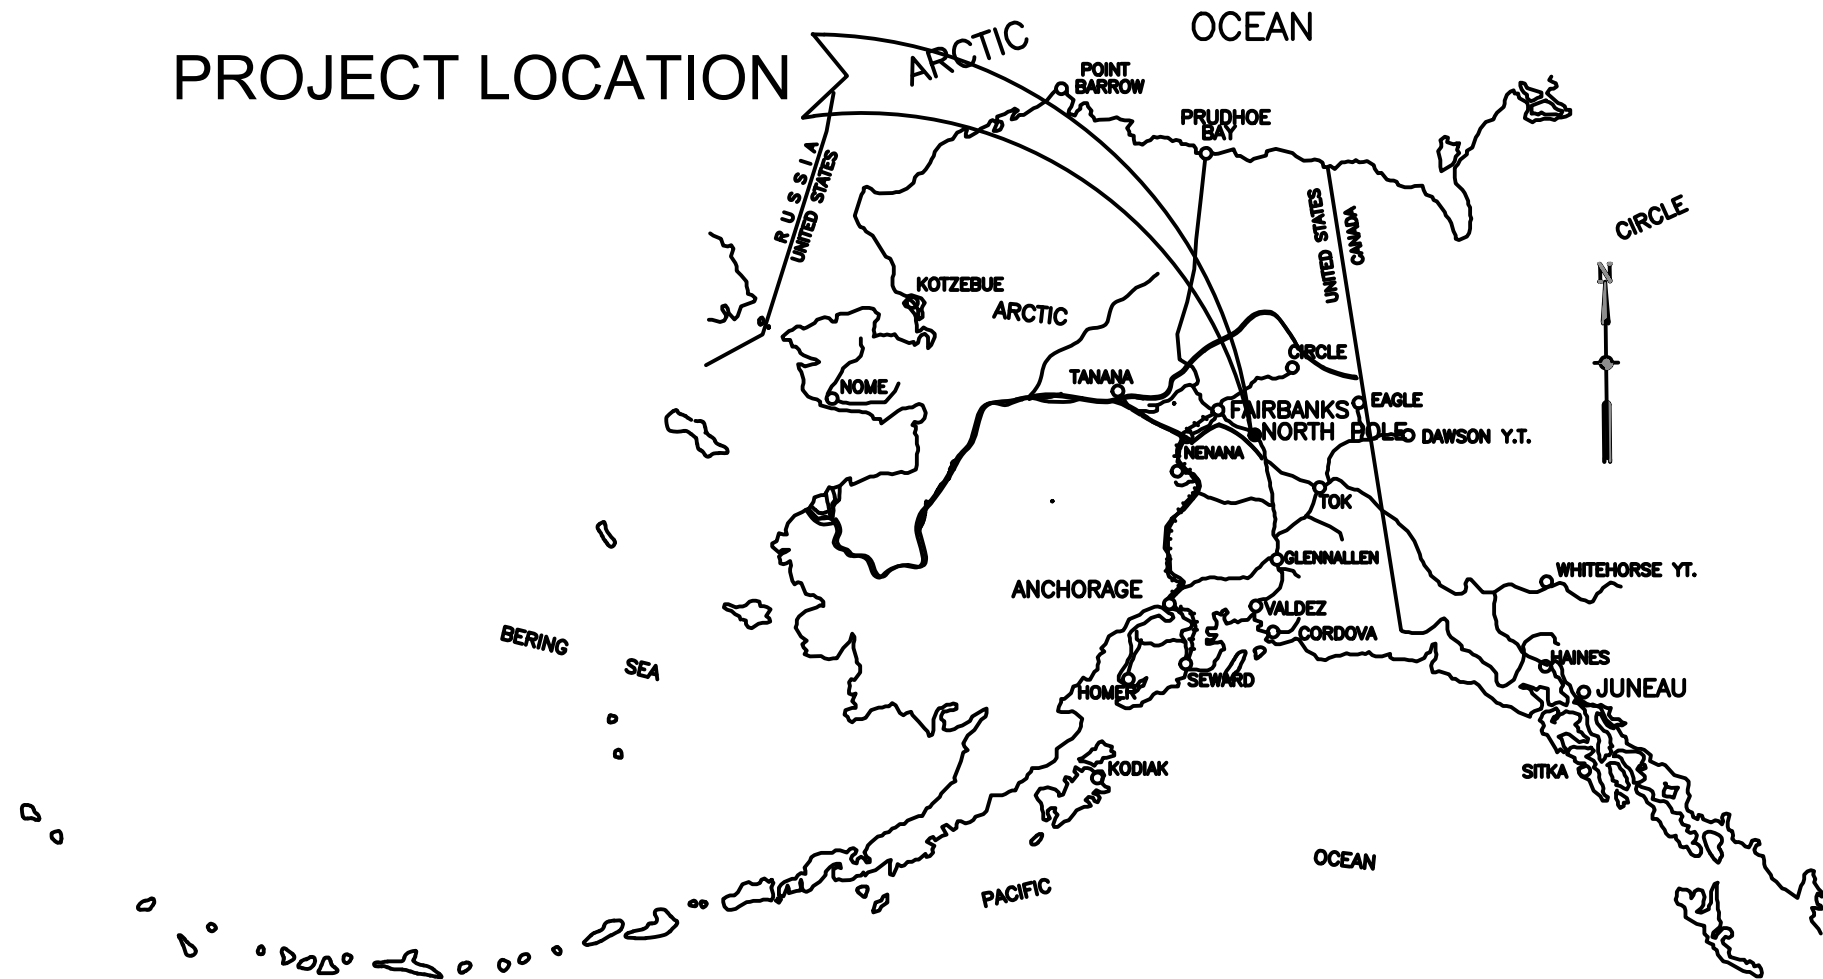 OCEAN
ARCTIC
PROJECT LOCATION
POINT
BARROW
PRUDHOE
BAY
RUSSIA
UNITED STATES
UNITED STATES
CANADA
CIRCLE
N
KOTZEBUE
ARCTIC
CIRCLE
TANANA
NOME
EAGLE
FAIRBANKS
NORTH POLE
DAWSON Y.T.
NENANA
TOK
GLENNALLEN
WHITEHORSE YT.
ANCHORAGE
VALDEZ
CORDOVA
BERING
SEA
HAINES
SEWARD
HOMER
JUNEAU
KODIAK
SITKA
OCEAN
PACIFIC